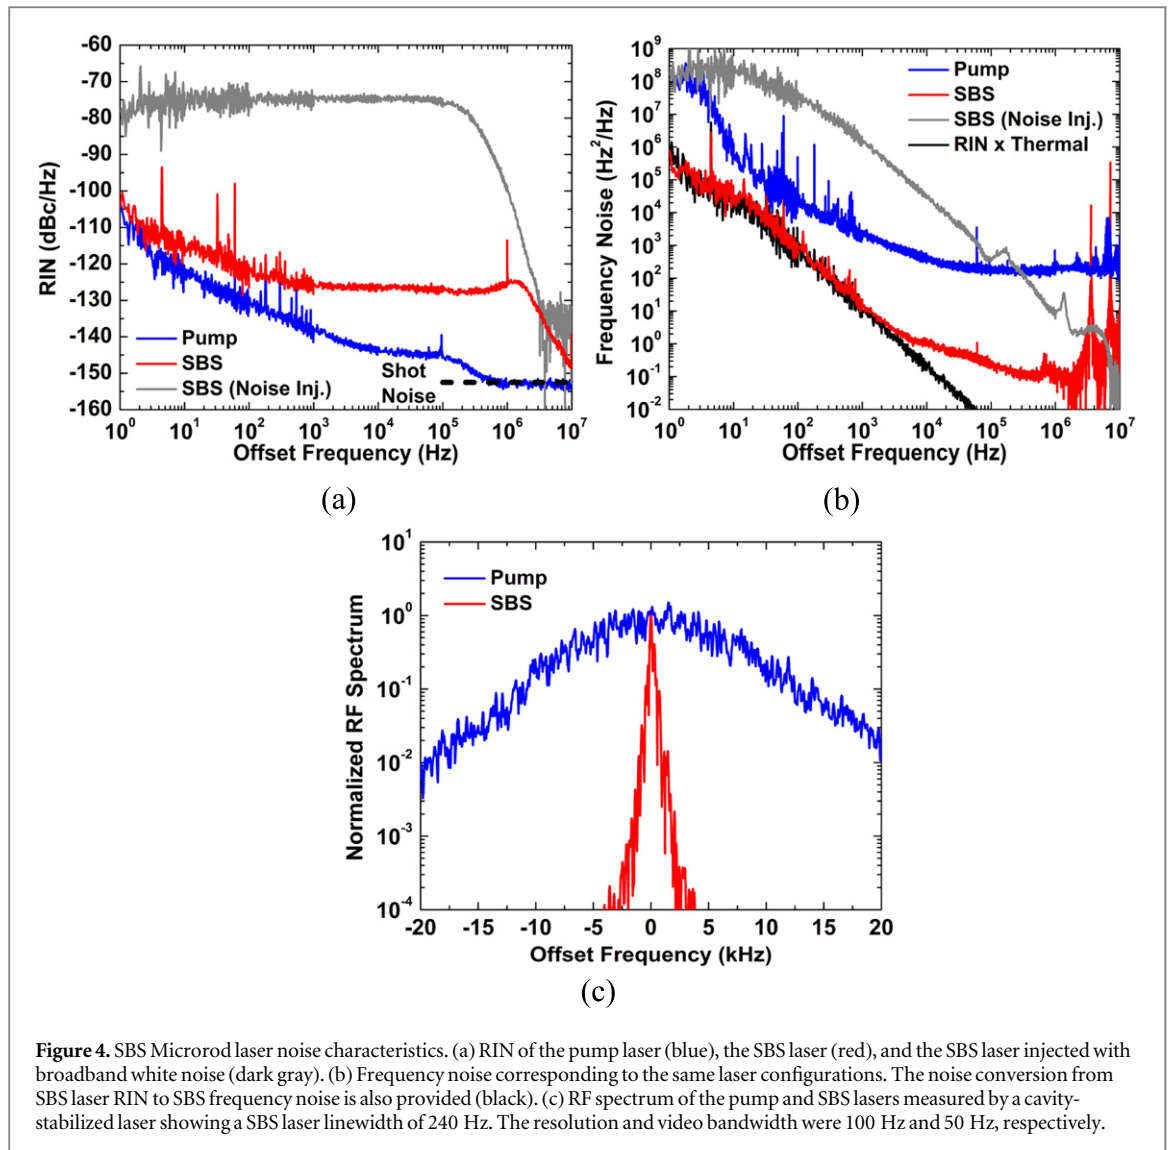 -60
-70
-80
-90
-100
-110
-120
-130
-140
-150
-160
RIN (dBc/Hz)
Pump
SBS
SBS (Noise Inj.)
Shot
Noise
10^0 10^1 10^2 10^3 10^4 10^5 10^6 10^7
Offset Frequency (Hz)
(a)
10^9
10^8
10^7
10^6
10^5
10^4
10^3
10^2
10^1
10^0
10^-1
10^-2
Frequency Noise (Hz^2/Hz)
Pump
SBS
SBS (Noise Inj.)
RIN x Thermal
10^0 10^1 10^2 10^3 10^4 10^5 10^6 10^7
Offset Frequency (Hz)
(b)
10^1
10^0
10^-1
10^-2
10^-3
10^-4
Normalized RF Spectrum
Pump
SBS
-20 -15 -10 -5 0 5 10 15 20
Offset Frequency (kHz)
(c)
Figure 4. SBS Microrod laser noise characteristics. (a) RIN of the pump laser (blue), the SBS laser (red), and the SBS laser injected with
broadband white noise (dark gray). (b) Frequency noise corresponding to the same laser configurations. The noise conversion from
SBS laser RIN to SBS frequency noise is also provided (black). (c) RF spectrum of the pump and SBS lasers measured by a cavity-
stabilized laser showing a SBS laser linewidth of 240 Hz. The resolution and video bandwidth were 100 Hz and 50 Hz, respectively.